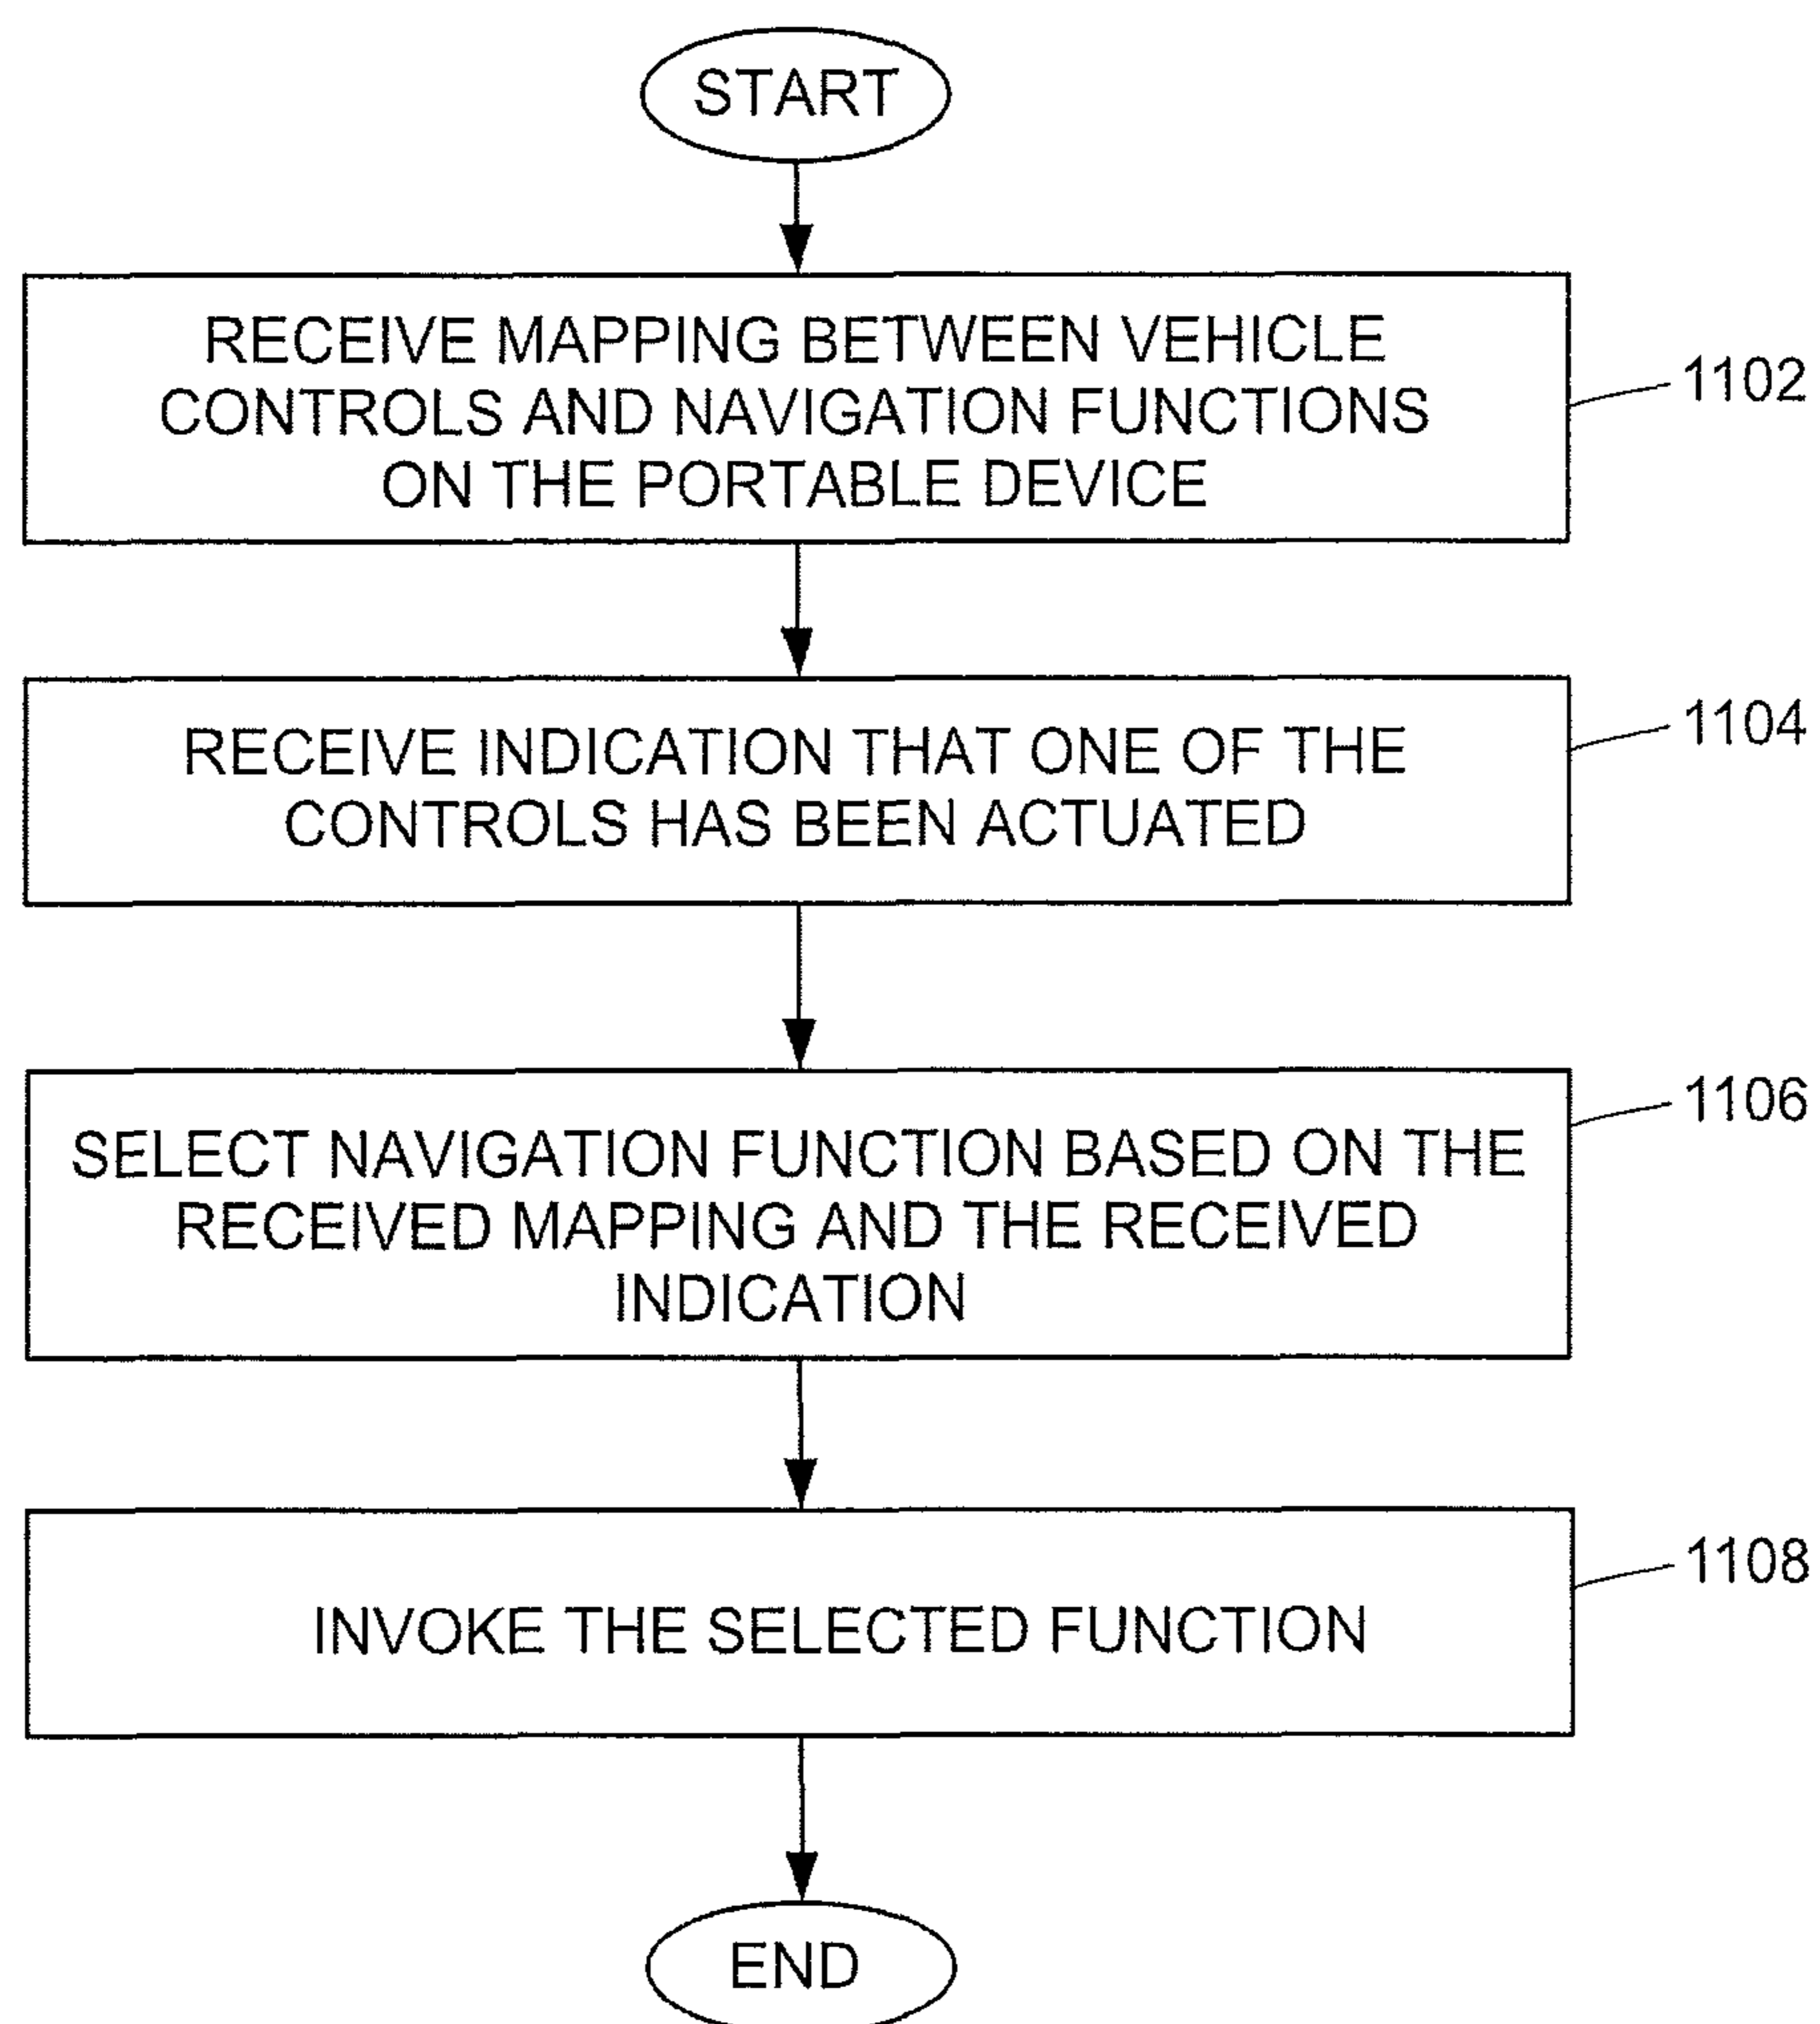 START
RECEIVE MAPPING BETWEEN VEHICLE
CONTROLS AND NAVIGATION FUNCTIONS
ON THE PORTABLE DEVICE
1102
RECEIVE INDICATION THAT ONE OF THE
CONTROLS HAS BEEN ACTUATED
1104
SELECT NAVIGATION FUNCTION BASED ON THE
RECEIVED MAPPING AND THE RECEIVED
INDICATION
1106
INVOKE THE SELECTED FUNCTION
1108
END